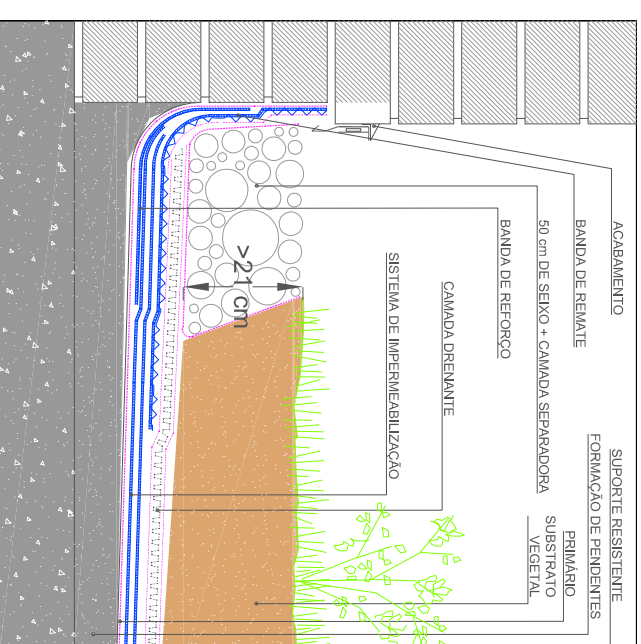 ACABAMENTO
BANDA DE REMATE
50 cm DE SEIXO + CAMADA SEPARADORA
BANDA DE REFORÇO
CAMADA DRENANTE
SISTEMA DE IMPERMEABILIZAÇÃO
>21 cm
SUPORTE RESISTENTE
FORMAÇÃO DE PENDENTES
PRIMÁRIO
SUBSTRATO
VEGETAL